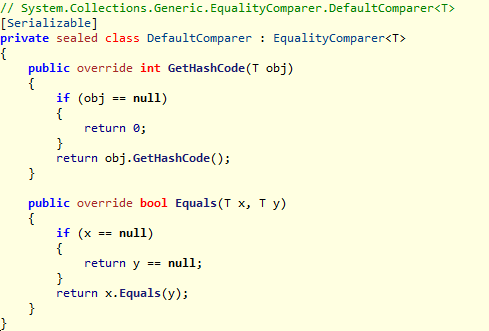 // System.Collections.Generic.EqualityComparer.DefaultComparer<T>
[Serializable]
private sealed class DefaultComparer : EqualityComparer<T>
{
    public override int GetHashCode(T obj)
    {
        if (obj == null)
        {
            return 0;
        }
        return obj.GetHashCode();
    }

    public override bool Equals(T x, T y)
    {
        if (x == null)
        {
            return y == null;
        }
        return x.Equals(y);
    }
}